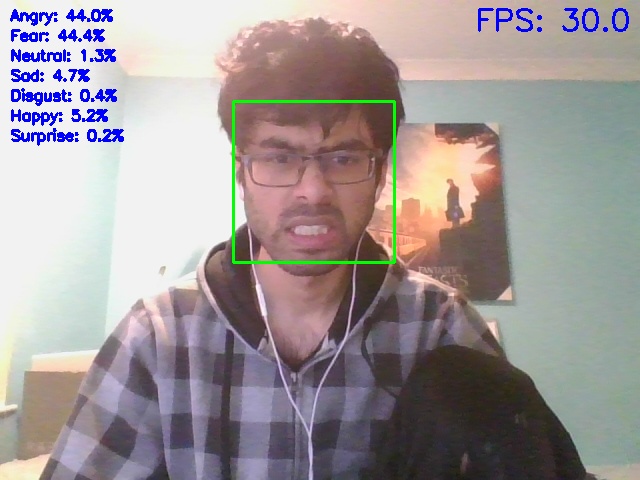 Angry: 44.0%
Fear: 44.4%
Neutral: 1.3%
Sad: 4.7%
Disgust: 0.4%
Happy: 5.2%
Surprise: 0.2%
FPS: 30.0
FANTASTIC